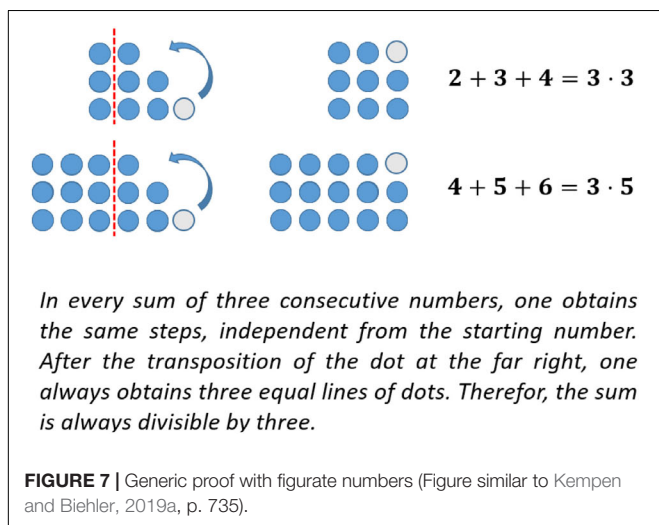 2 + 3 + 4 = 3 · 3
4 + 5 + 6 = 3 · 5
In every sum of three consecutive numbers, one obtains
the same steps, independent from the starting number.
After the transposition of the dot at the far right, one
always obtains three equal lines of dots. Therefor, the sum
is always divisible by three.
FIGURE 7 | Generic proof with figurate numbers (Figure similar to Kempen
and Biehler, 2019a, p. 735).